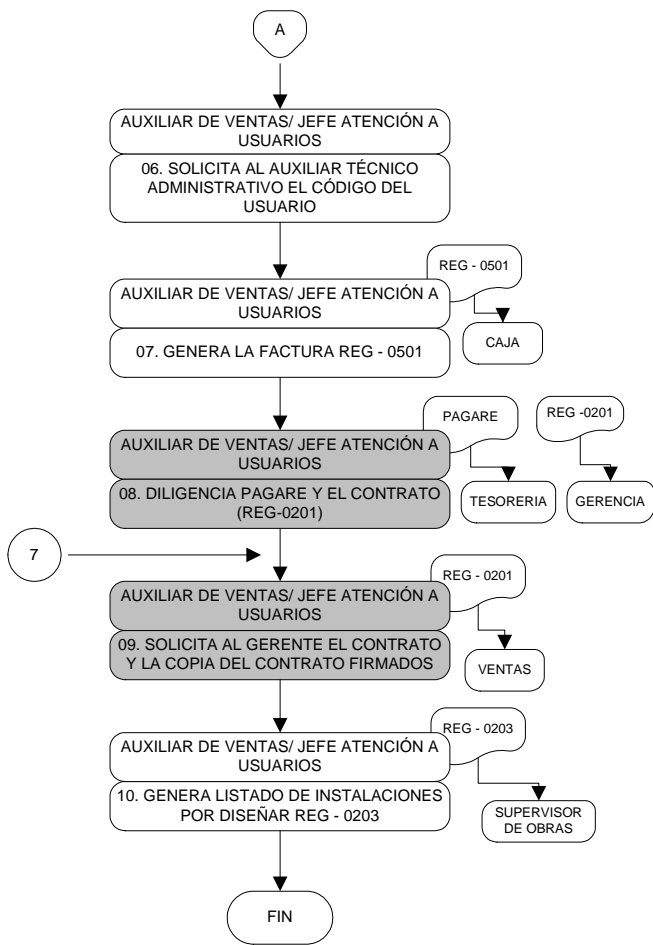 A
AUXILIAR DE VENTAS/ JEFE ATENCIÓN A
USUARIOS
06. SOLICITA AL AUXILIAR TÉCNICO
ADMINISTRATIVO EL CÓDIGO DEL
USUARIO
REG - 0501
AUXILIAR DE VENTAS/ JEFE ATENCIÓN A
USUARIOS
CAJA
07. GENERA LA FACTURA REG - 0501
PAGARE
REG -0201
AUXILIAR DE VENTAS/ JEFE ATENCIÓN A
USUARIOS
08. DILIGENCIA PAGARE Y EL CONTRATO
(REG-0201)
TESORERIA
GERENCIA
7
REG - 0201
AUXILIAR DE VENTAS/ JEFE ATENCIÓN A
USUARIOS
09. SOLICITA AL GERENTE EL CONTRATO
Y LA COPIA DEL CONTRATO FIRMADOS
VENTAS
REG - 0203
AUXILIAR DE VENTAS/ JEFE ATENCIÓN A
USUARIOS
10. GENERA LISTADO DE INSTALACIONES
POR DISEÑAR REG - 0203
SUPERVISOR
DE OBRAS
FIN